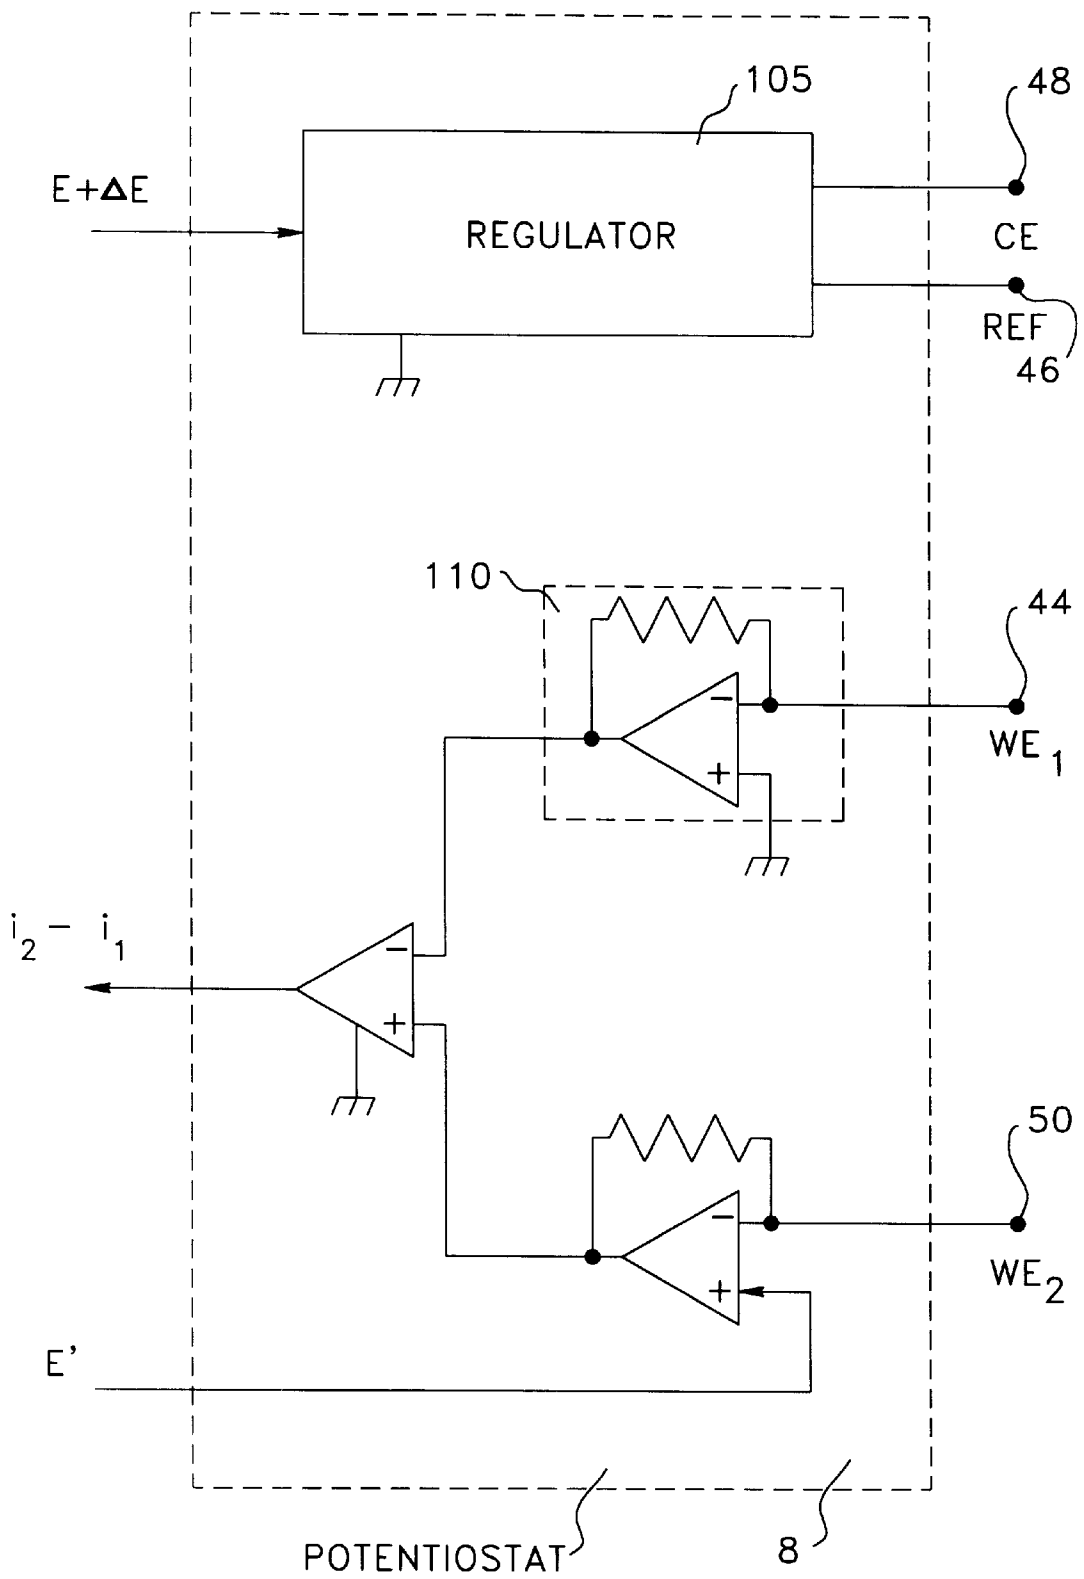 105
48
E+ΔE
REGULATOR
CE
REF
46
110
44
−
WE1
+
i2 − i1
−
+
50
−
WE2
+
E’
POTENTIOSTAT
8